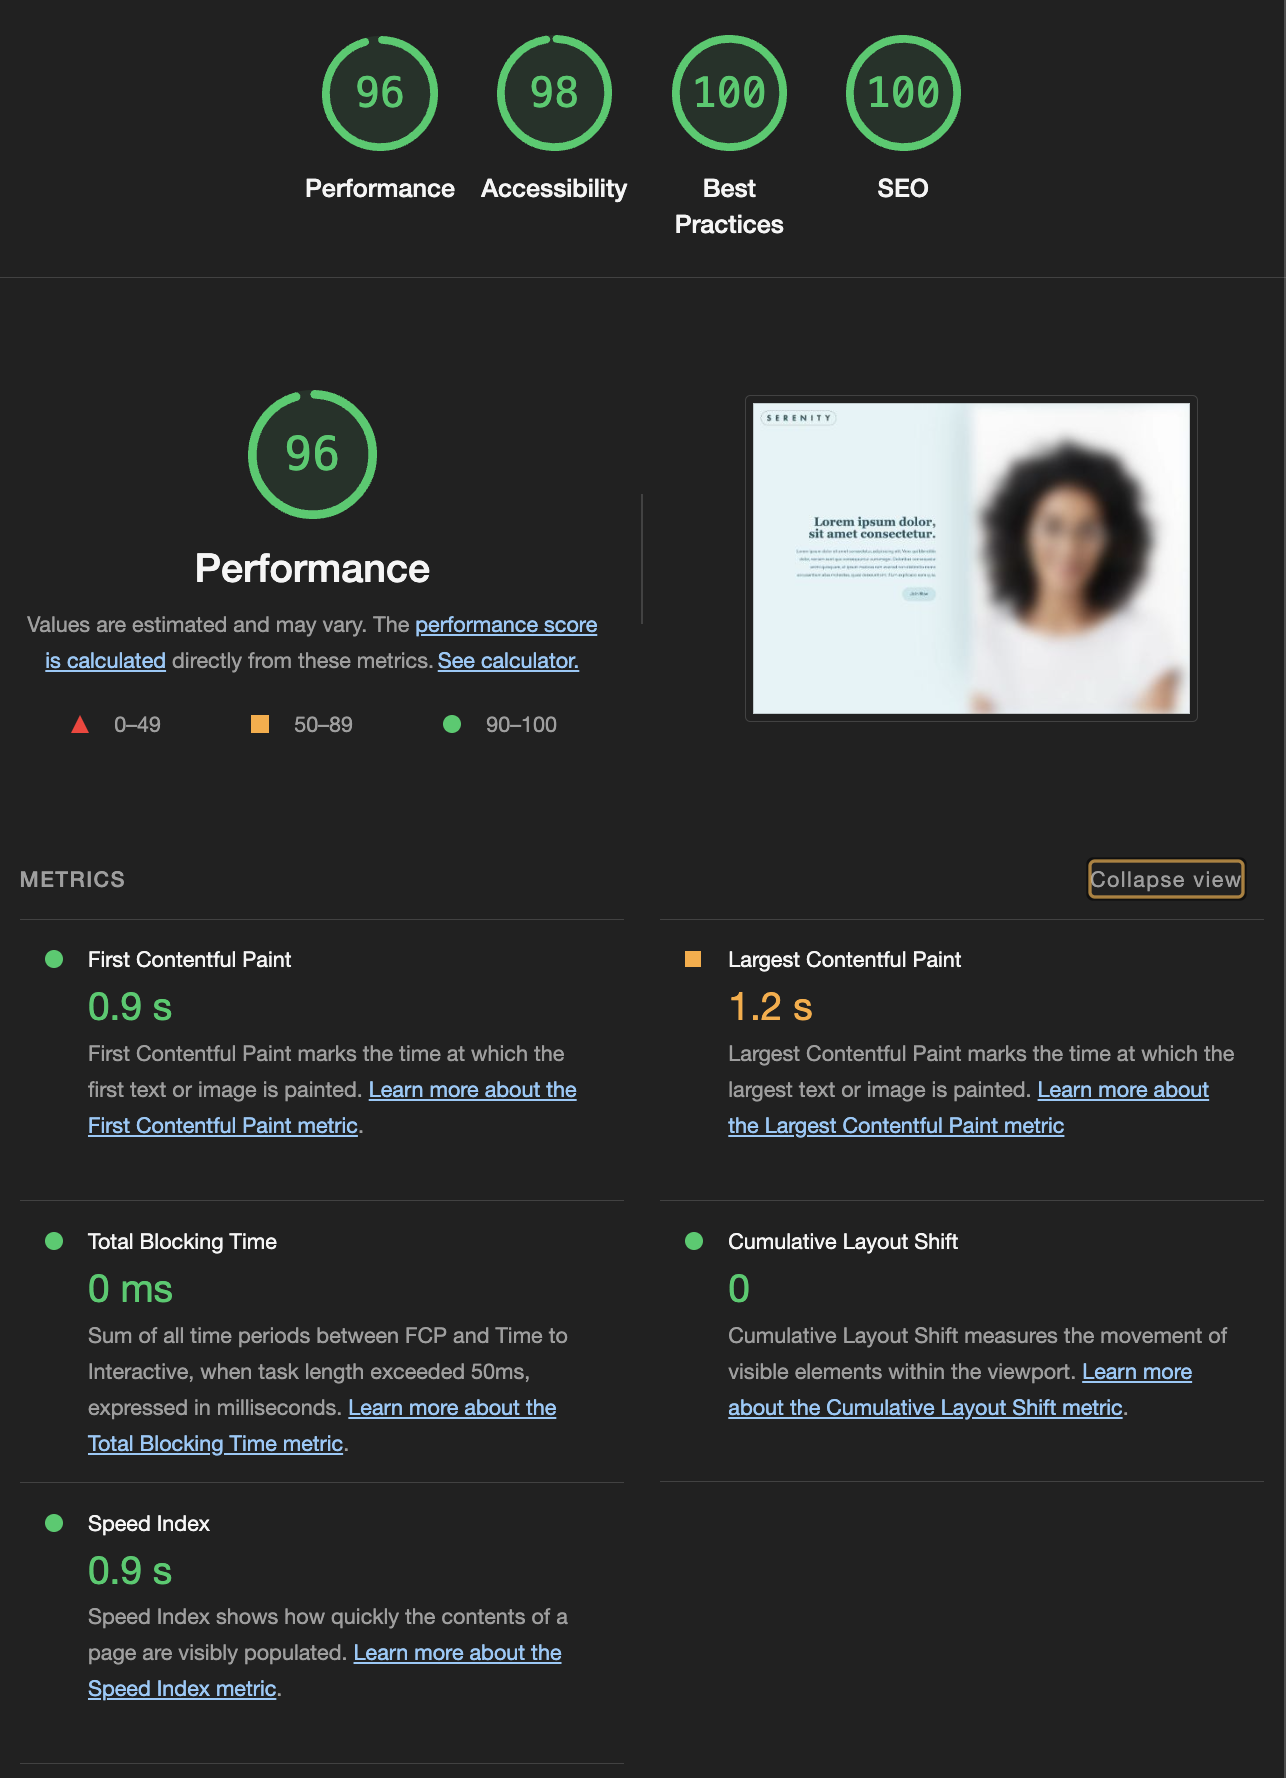 96
98
100
100
Performance
Accessibility
Best
Practices
SEO
96
Performance
Values are estimated and may vary. The performance score
is calculated directly from these metrics. See calculator.
0–49
50–89
90–100
SERENITY
Lorem ipsum dolor,
sit amet consectetur.
Join Now
METRICS
Collapse view
First Contentful Paint
0.9 s
First Contentful Paint marks the time at which the
first text or image is painted. Learn more about the
First Contentful Paint metric.
Largest Contentful Paint
1.2 s
Largest Contentful Paint marks the time at which the
largest text or image is painted. Learn more about
the Largest Contentful Paint metric
Total Blocking Time
0 ms
Sum of all time periods between FCP and Time to
Interactive, when task length exceeded 50ms,
expressed in milliseconds. Learn more about the
Total Blocking Time metric.
Cumulative Layout Shift
0
Cumulative Layout Shift measures the movement of
visible elements within the viewport. Learn more
about the Cumulative Layout Shift metric.
Speed Index
0.9 s
Speed Index shows how quickly the contents of a
page are visibly populated. Learn more about the
Speed Index metric.